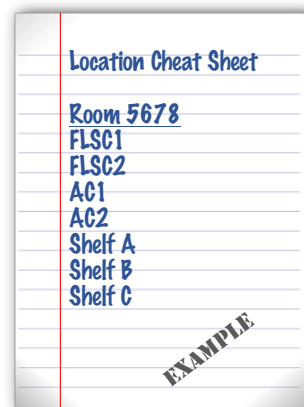 Location Cheat Sheet
Room 5678
FLSC1
FLSC2
AC1
AC2
Shelf A
Shelf B
Shelf C
EXAMPLE